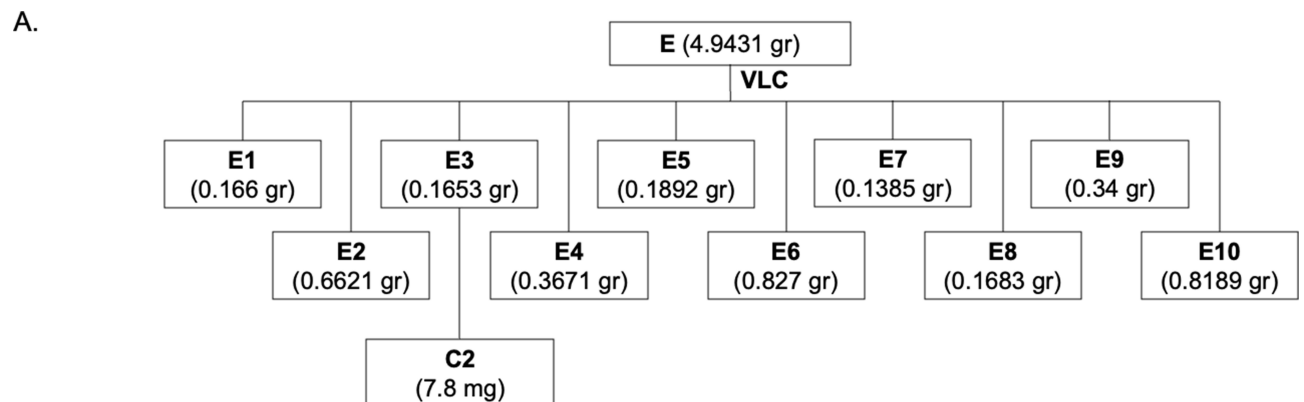 A.
E (4.9431 gr)
VLC
E1
(0.166 gr)
E3
(0.1653 gr)
E5
(0.1892 gr)
E7
(0.1385 gr)
E9
(0.34 gr)
E2
(0.6621 gr)
E4
(0.3671 gr)
E6
(0.827 gr)
E8
(0.1683 gr)
E10
(0.8189 gr)
C2
(7.8 mg)